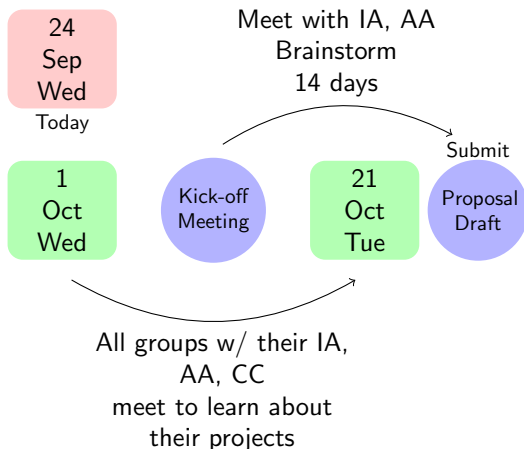 24
Sep
Wed
Today
Meet with IA, AA
Brainstorm
14 days
1
Oct
Wed
Kick-off
Meeting
21
Oct
Tue
Submit
Proposal
Draft
All groups w/ their IA,
AA, CC
meet to learn about
their projects